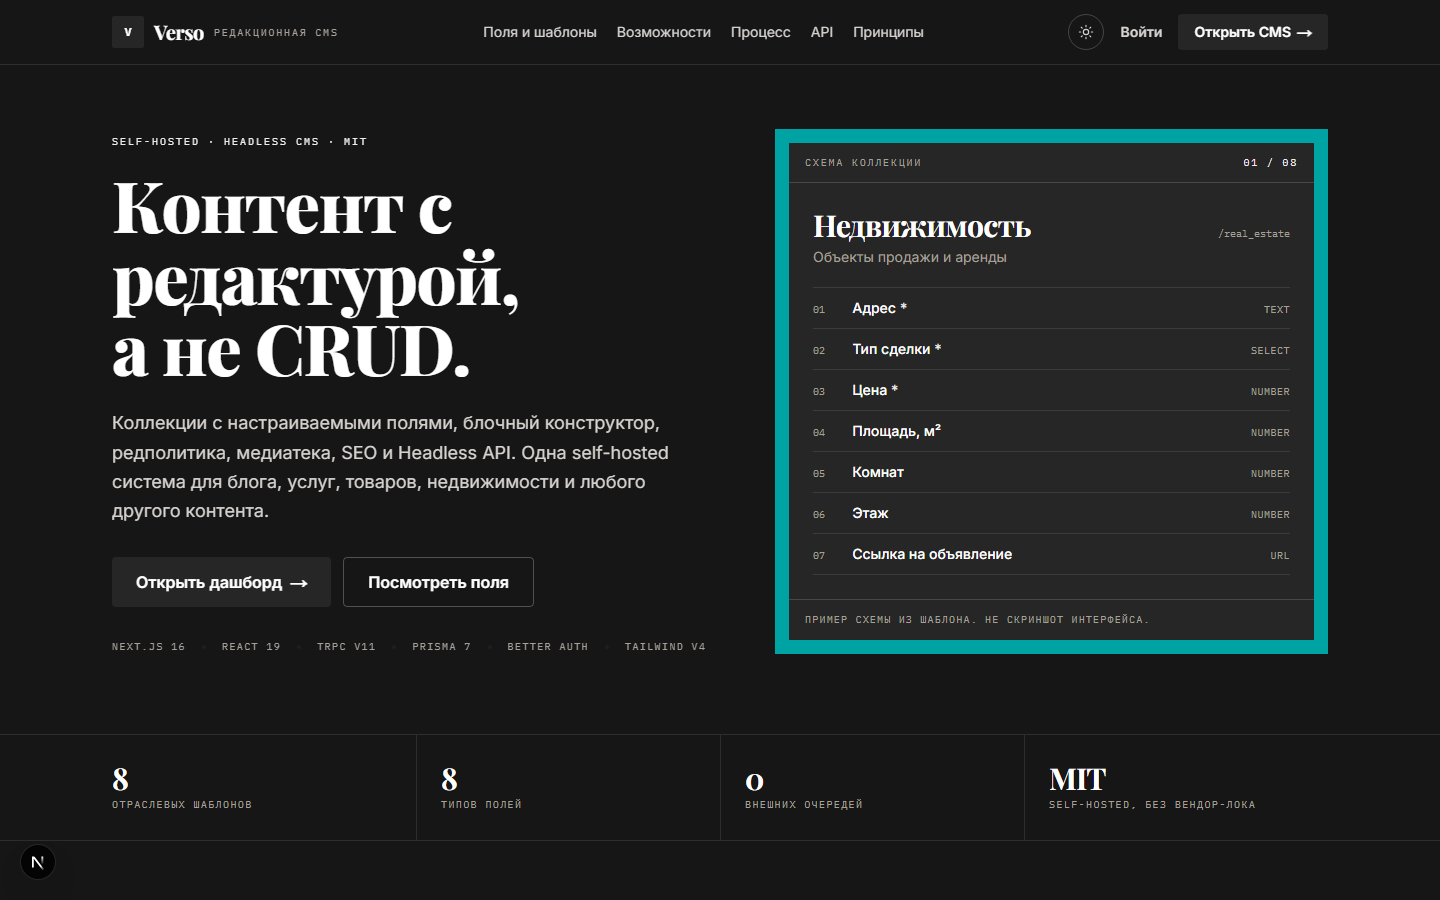 V Verso РЕДАКЦИОННАЯ CMS Поля и шаблоны Возможности Процесс API Принципы Войти Открыть CMS →
SELF-HOSTED · HEADLESS CMS · MIT
Контент с
редактурой,
а не CRUD.
Коллекции с настраиваемыми полями, блочный конструктор,
редполитика, медиатека, SEO и Headless API. Одна self-hosted
система для блога, услуг, товаров, недвижимости и любого
другого контента.
Открыть дашборд → Посмотреть поля
NEXT.JS 16 · REACT 19 · TRPC V11 · PRISMA 7 · BETTER AUTH · TAILWIND V4
СХЕМА КОЛЛЕКЦИИ 01 / 08
Недвижимость /real_estate
Объекты продажи и аренды
01 Адрес * TEXT
02 Тип сделки * SELECT
03 Цена * NUMBER
04 Площадь, м² NUMBER
05 Комнат NUMBER
06 Этаж NUMBER
07 Ссылка на объявление URL
ПРИМЕР СХЕМЫ ИЗ ШАБЛОНА. НЕ СКРИНШОТ ИНТЕРФЕЙСА.
8
ОТРАСЛЕВЫХ ШАБЛОНОВ
8
ТИПОВ ПОЛЕЙ
0
ВНЕШНИХ ОЧЕРЕДЕЙ
MIT
SELF-HOSTED, БЕЗ ВЕНДОР-ЛОКА
N